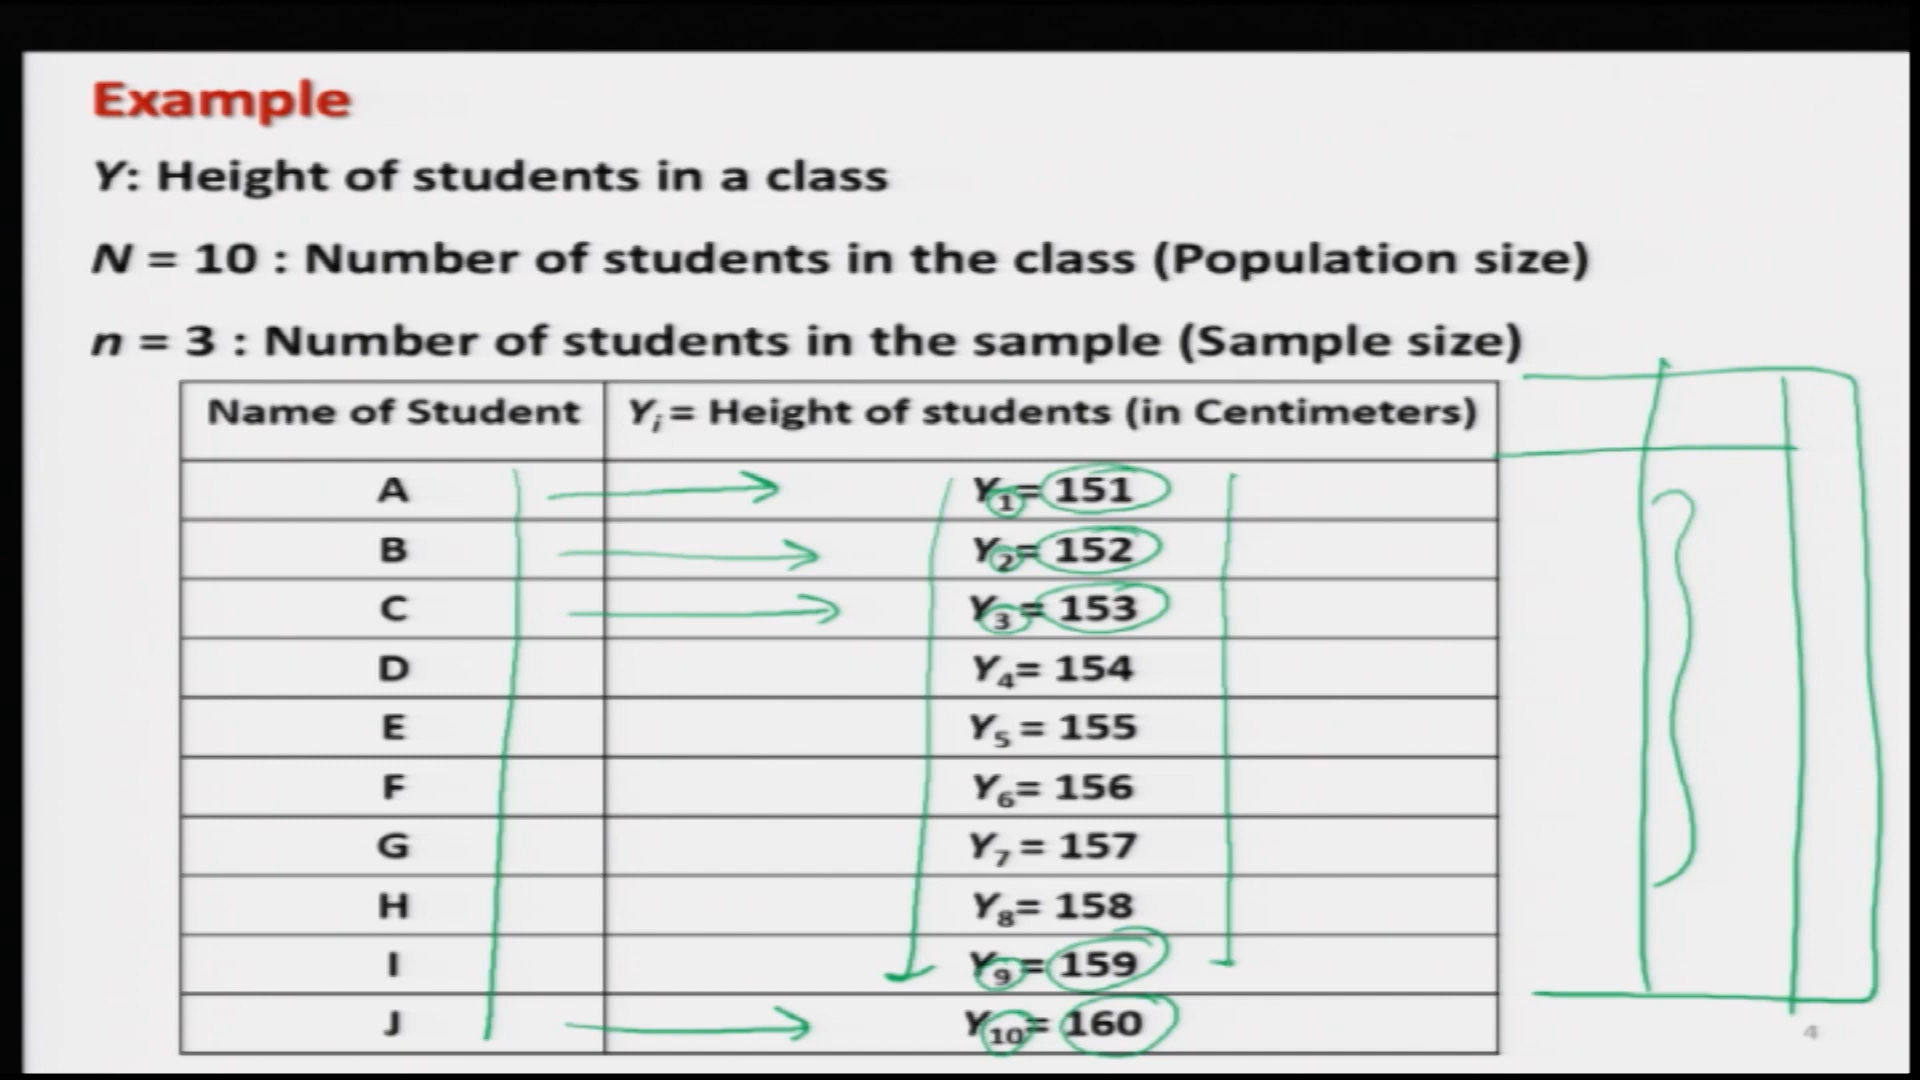 Example
Y: Height of students in a class
N = 10 : Number of students in the class (Population size)
n = 3 : Number of students in the sample (Sample size)
Name of Student Yi = Height of students (in Centimeters)
A Y1= 151
B Y2= 152
C Y3= 153
D Y4= 154
E Y5 = 155
F Y6= 156
G Y7 = 157
H Y8= 158
I Y9 = 159
J Y10= 160
4